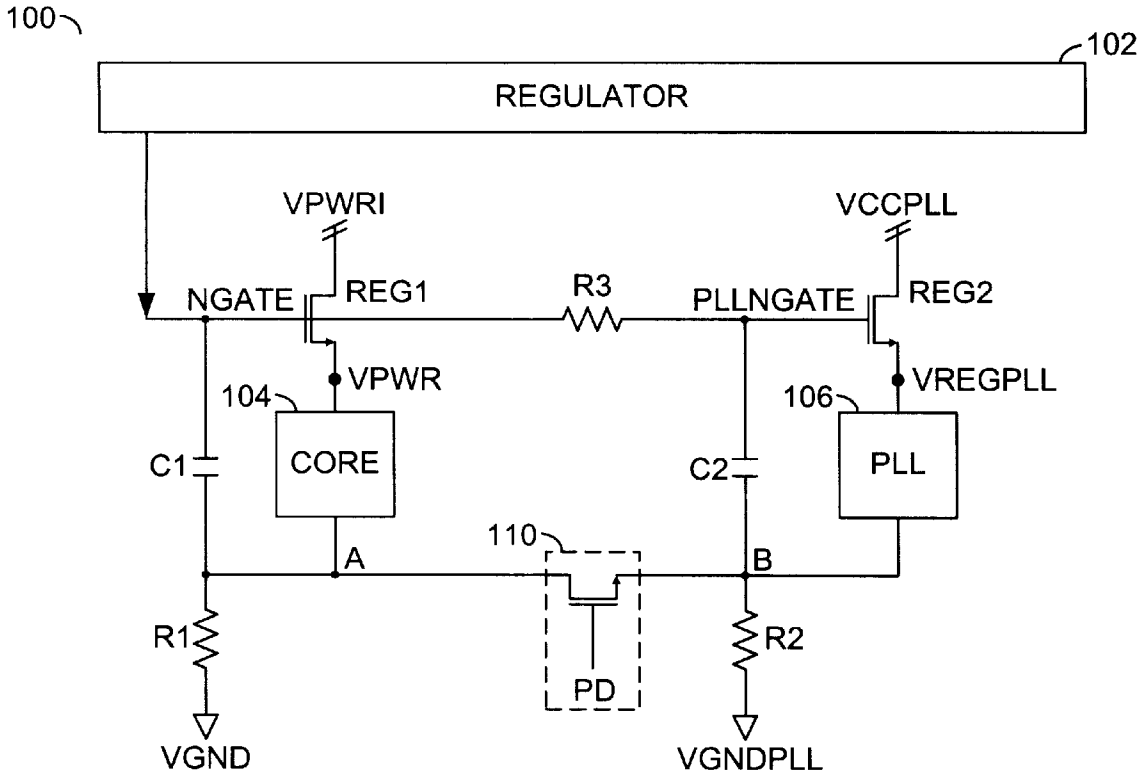 100
102
REGULATOR
VPWRI
VCCPLL
NGATE
REG1
R3
PLLNGATE
REG2
VPWR
VREGPLL
104
106
C1
CORE
C2
PLL
110
A
B
R1
R2
PD
VGND
VGNDPLL